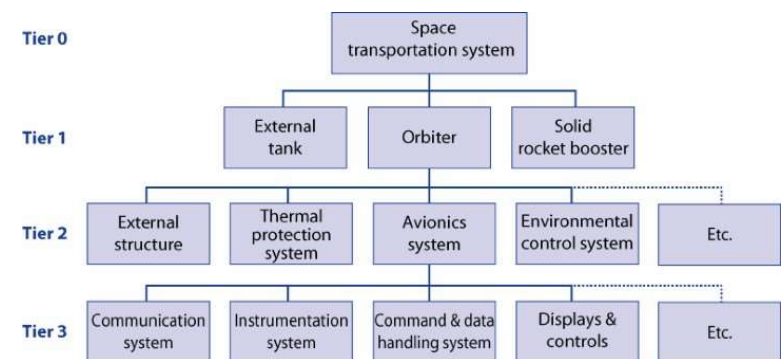 Tier 0
Space
transportation system
Tier 1
External
tank
Orbiter
Solid
rocket booster
Tier 2
External
structure
Thermal
protection
system
Avionics
system
Environmental
control system
Etc.
Tier 3
Communication
system
Instrumentation
system
Command & data
handling system
Displays &
controls
Etc.